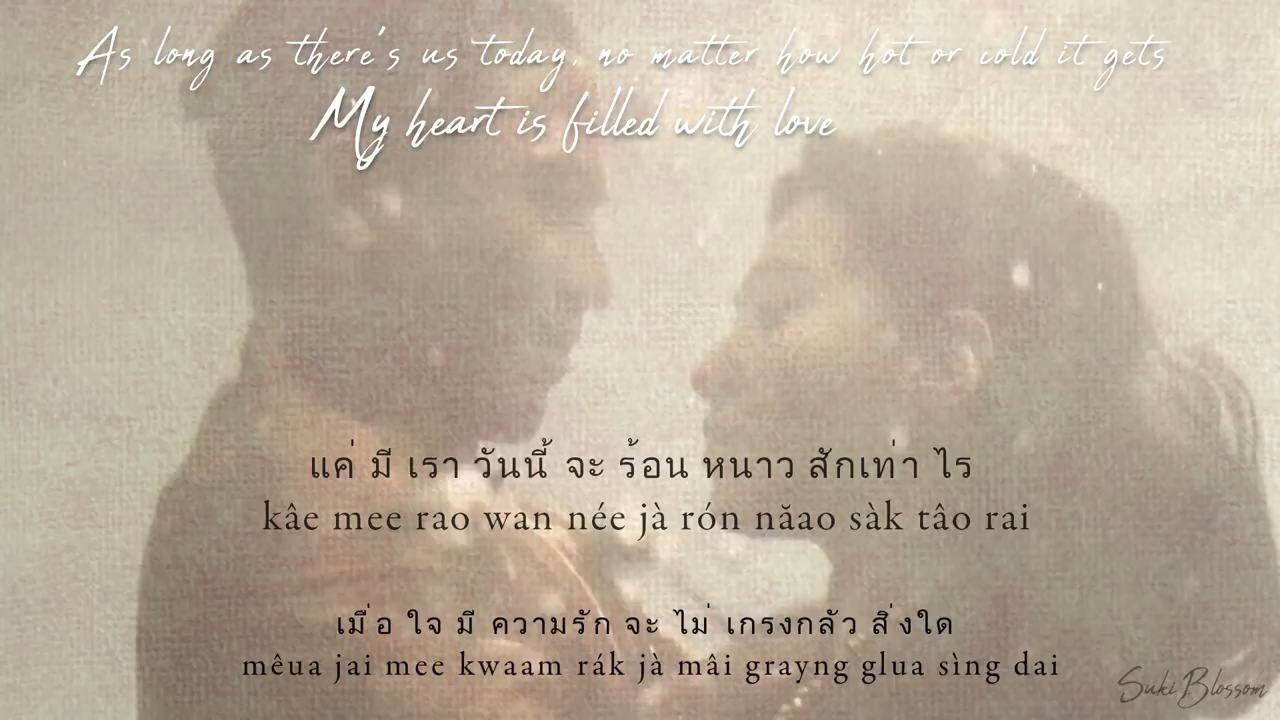 As long as there's us today, no matter how hot or cold it gets
My heart is filled with love
แค่ มี เรา วันนี้ จะ ร้อน หนาว สักเท่า ไร
kâe mee rao wan née jà rón năao sàk tâo rai
เมื่อ ใจ มี ความรัก จะ ไม่ เกรงกลัว สิ่งใด
mêua jai mee kwaam rák jà mâi grayng glua sìng dai
Suki Blossom